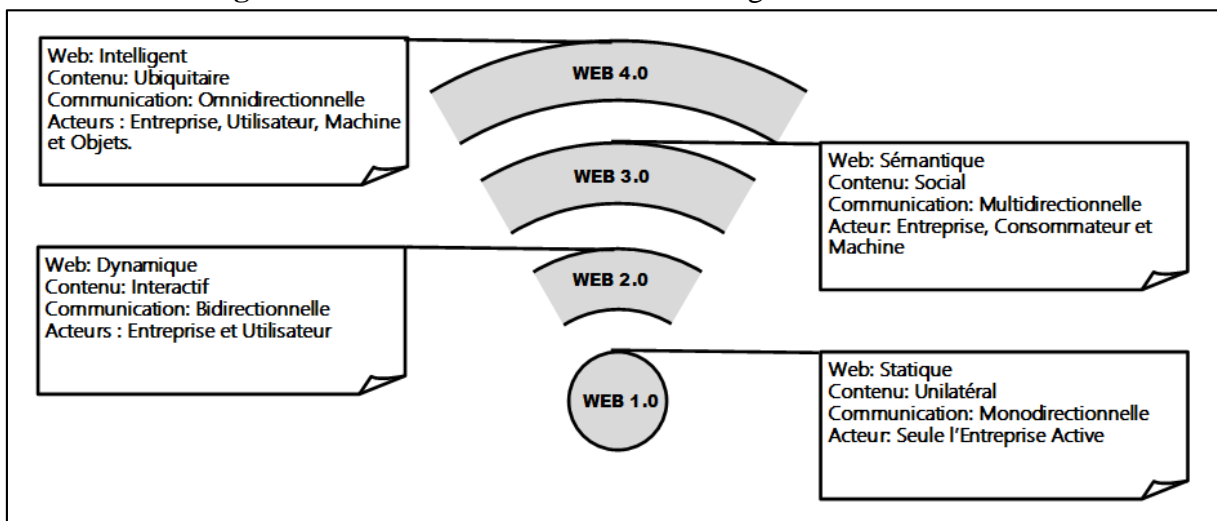 Web: Intelligent
Contenu: Ubiquitaire
Communication: Omnidirectionnelle
Acteurs : Entreprise, Utilisateur, Machine
et Objets.
WEB 4.0
WEB 3.0
Web: Sémantique
Contenu: Social
Communication: Multidirectionnelle
Acteur: Entreprise, Consommateur et
Machine
Web: Dynamique
Contenu: Interactif
Communication: Bidirectionnelle
Acteurs : Entreprise et Utilisateur
WEB 2.0
WEB 1.0
Web: Statique
Contenu: Unilatéral
Communication: Monodirectionnelle
Acteur: Seule l'Entreprise Active